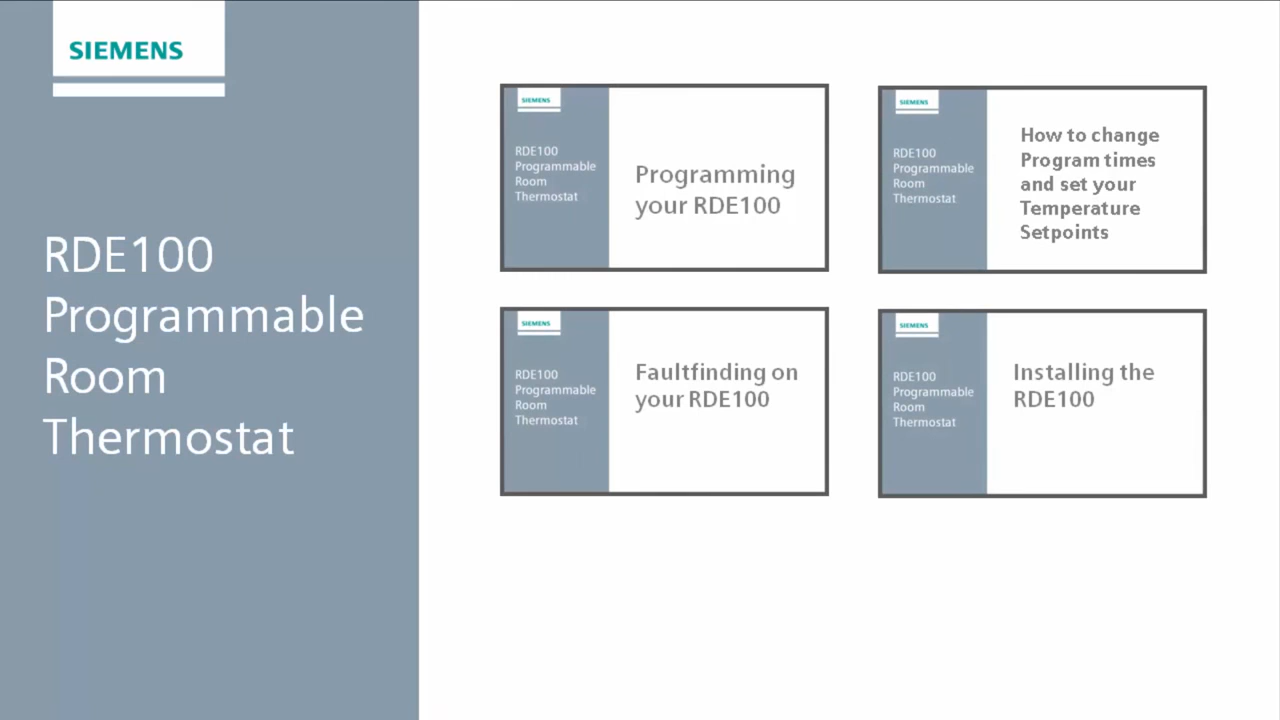 SIEMENS
RDE100
Programmable
Room
Thermostat
SIEMENS
RDE100
Programmable
Room
Thermostat
Programming
your RDE100
SIEMENS
RDE100
Programmable
Room
Thermostat
How to change
Program times
and set your
Temperature
Setpoints
SIEMENS
RDE100
Programmable
Room
Thermostat
Faultfinding on
your RDE100
SIEMENS
RDE100
Programmable
Room
Thermostat
Installing the
RDE100